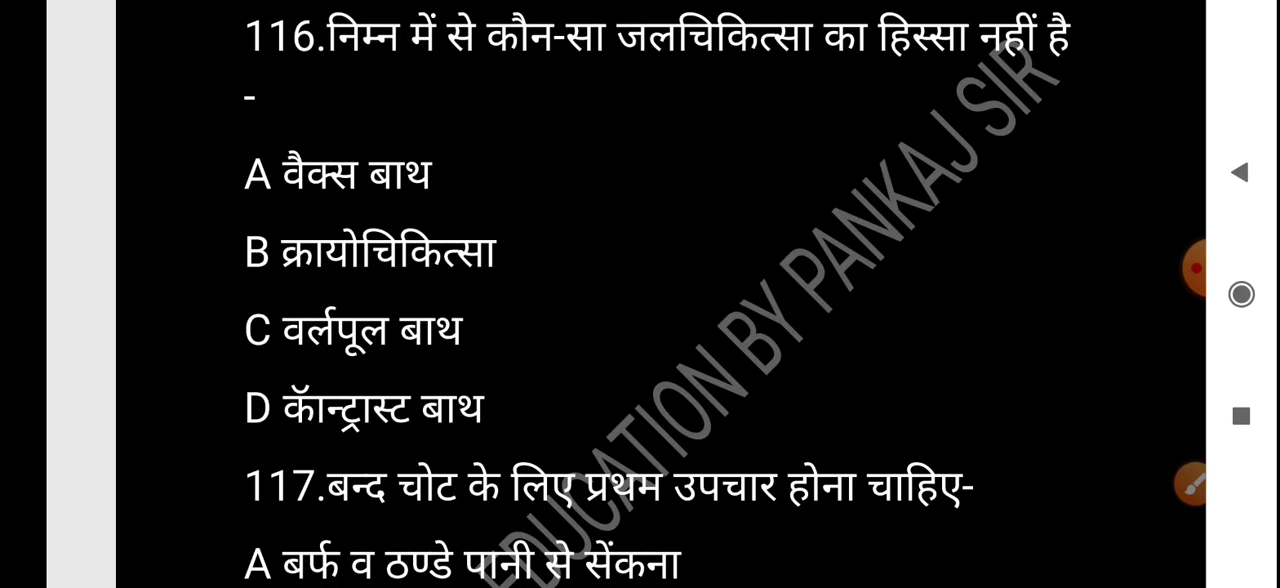 116.निम्न में से कौन-सा जलचिकित्सा का हिस्सा नहीं है
-
A वैक्स बाथ
B क्रायोचिकित्सा
C वर्लपूल बाथ
D कॅान्ट्रास्ट बाथ
117.बन्द चोट के लिए प्रथम उपचार होना चाहिए-
A बर्फ व ठण्डे पानी से सेंकना
EDUCATION BY PANKAJ SIR